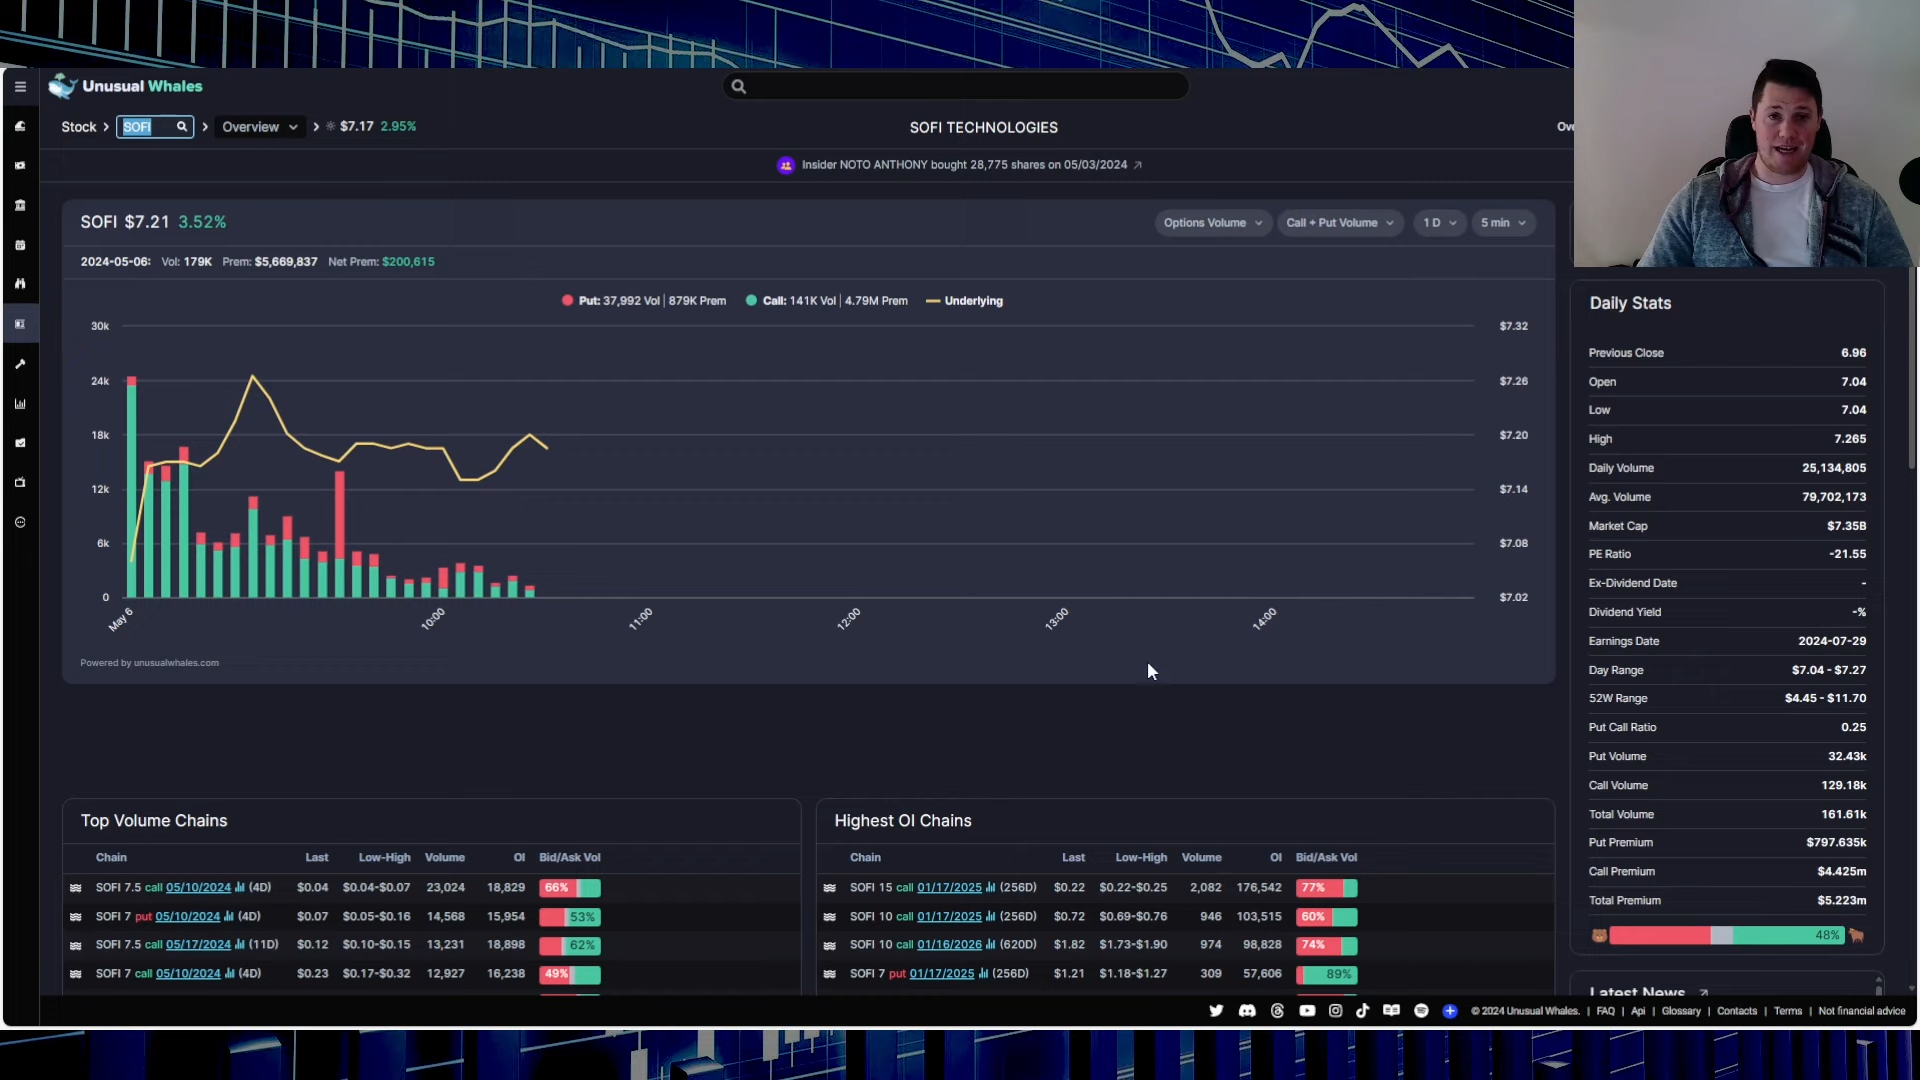 Unusual Whales
Stock > SOFI > Overview > $7.17 2.95%
SOFI TECHNOLOGIES
Insider NOTO ANTHONY bought 28,775 shares on 05/03/2024
SOFI $7.21 3.52%
Options Volume Call + Put Volume 1 D 5 min
2024-05-06: Vol: 179K Prem: $5,669,837 Net Prem: $200,615
Put: 37,992 Vol | 879K Prem Call: 141K Vol | 4.79M Prem Underlying
30k $7.32
24k $7.26
18k $7.20
12k $7.14
6k $7.08
0 $7.02
May 6 10:00 11:00 12:00 13:00 14:00
Powered by unusualwhales.com
Daily Stats
Previous Close 6.96
Open 7.04
Low 7.04
High 7.265
Daily Volume 25,134,805
Avg. Volume 79,702,173
Market Cap $7.35B
PE Ratio -21.55
Ex-Dividend Date -
Dividend Yield -%
Earnings Date 2024-07-29
Day Range $7.04 - $7.27
52W Range $4.45 - $11.70
Put Call Ratio 0.25
Put Volume 32.43k
Call Volume 129.18k
Total Volume 161.61k
Put Premium $797.635k
Call Premium $4.425m
Total Premium $5.223m
48%
Latest News
Top Volume Chains
Chain Last Low-High Volume OI Bid/Ask Vol
SOFI 7.5 call 05/10/2024 (4D) $0.04 $0.04-$0.07 23,024 18,829 66%
SOFI 7 put 05/10/2024 (4D) $0.07 $0.05-$0.16 14,568 15,954 53%
SOFI 7.5 call 05/17/2024 (11D) $0.12 $0.10-$0.15 13,231 18,898 62%
SOFI 7 call 05/10/2024 (4D) $0.23 $0.17-$0.32 12,927 16,238 49%
Highest OI Chains
Chain Last Low-High Volume OI Bid/Ask Vol
SOFI 15 call 01/17/2025 (256D) $0.22 $0.22-$0.25 2,082 176,542 77%
SOFI 10 call 01/17/2025 (256D) $0.72 $0.69-$0.76 946 103,515 60%
SOFI 10 call 01/16/2026 (620D) $1.82 $1.73-$1.90 974 98,828 74%
SOFI 7 put 01/17/2025 (256D) $1.21 $1.18-$1.27 309 57,606 89%
© 2024 Unusual Whales. | FAQ | Api | Glossary | Contacts | Terms | Not financial advice